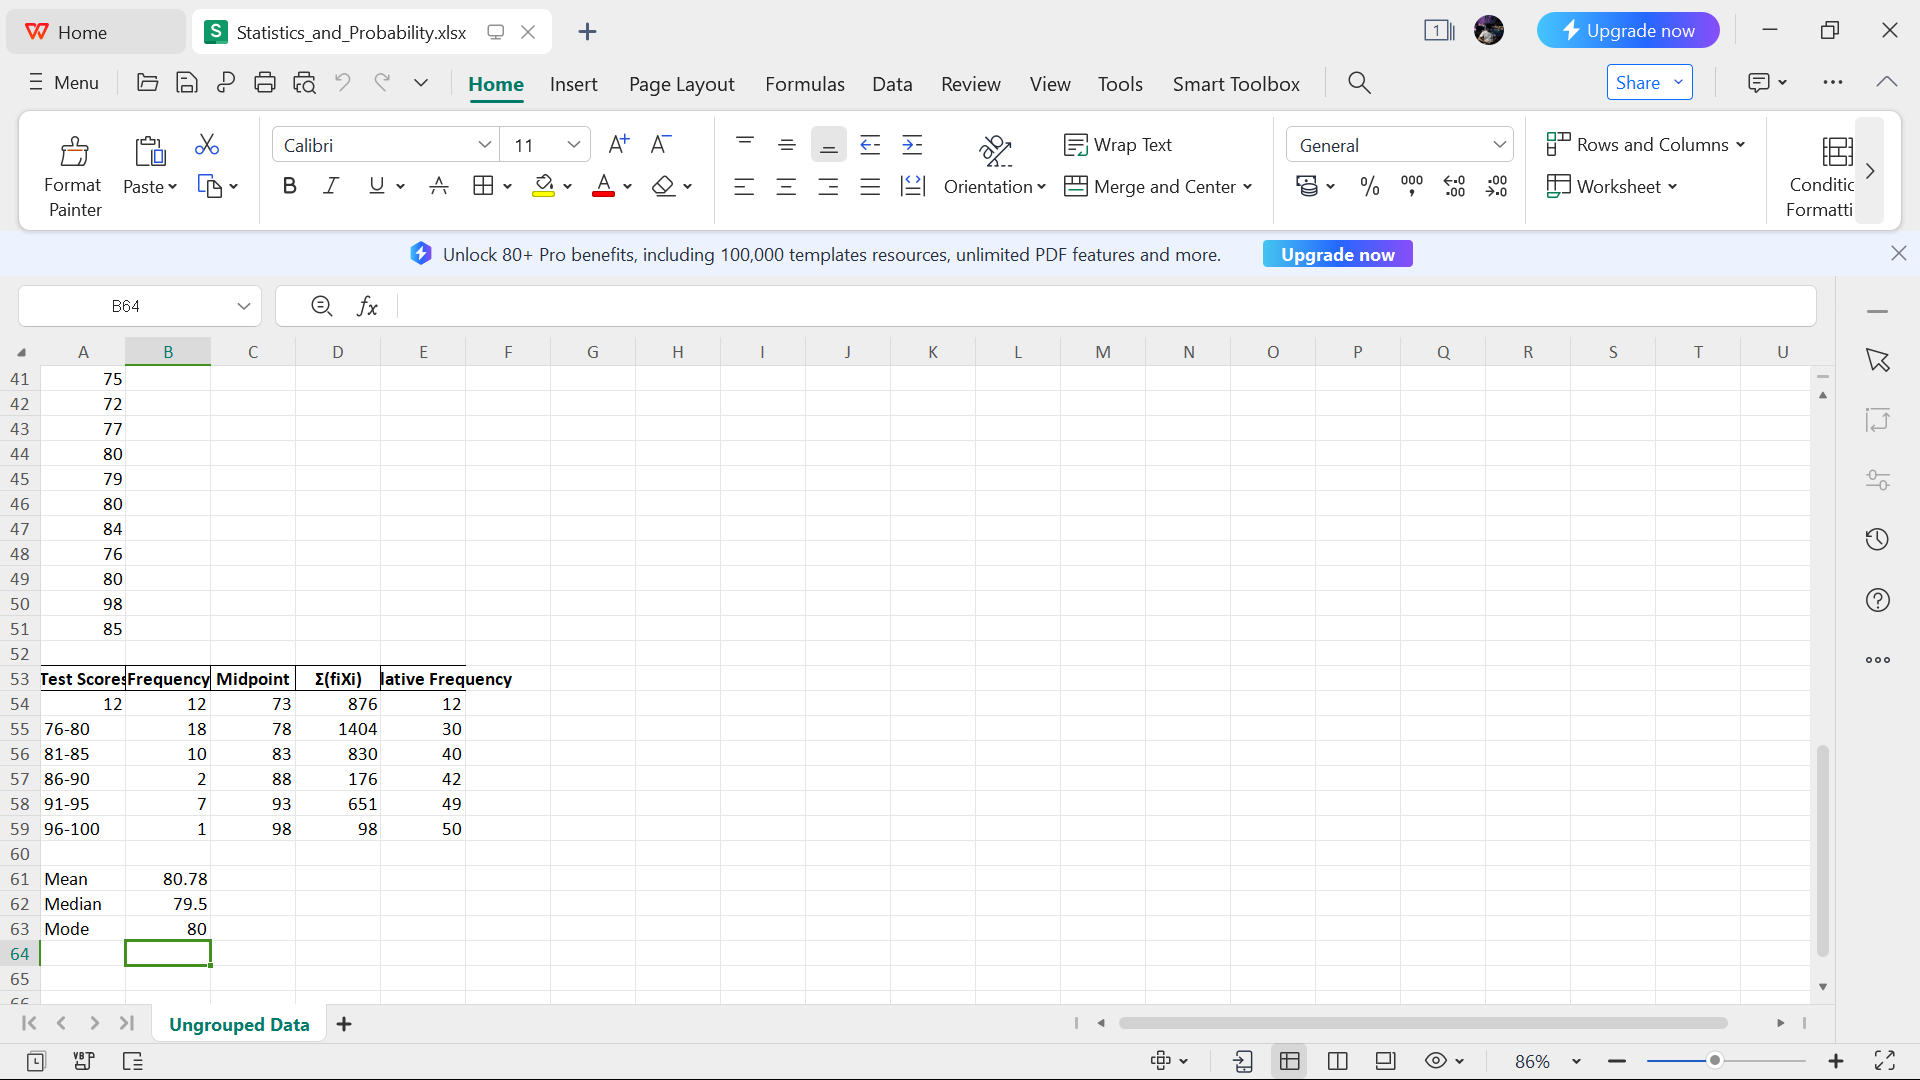 Home
Statistics_and_Probability.xlsx
1
Upgrade now
Menu
Home Insert Page Layout Formulas Data Review View Tools Smart Toolbox
Share
Format Painter
Paste
Calibri 11
A+ A−
B I U A A
Orientation
Wrap Text
Merge and Center
General
% 000 .00 .00
Rows and Columns
Worksheet
Conditic
Formatti
Unlock 80+ Pro benefits, including 100,000 templates resources, unlimited PDF features and more. Upgrade now
B64 fx
A B C D E F G H I J K L M N O P Q R S T U
41 75
42 72
43 77
44 80
45 79
46 80
47 84
48 76
49 80
50 98
51 85
52
53 Test Scores Frequency Midpoint Σ(fiXi) lative Frequency
54 12 12 73 876 12
55 76-80 18 78 1404 30
56 81-85 10 83 830 40
57 86-90 2 88 176 42
58 91-95 7 93 651 49
59 96-100 1 98 98 50
60
61 Mean 80.78
62 Median 79.5
63 Mode 80
64
65
66
Ungrouped Data
86%